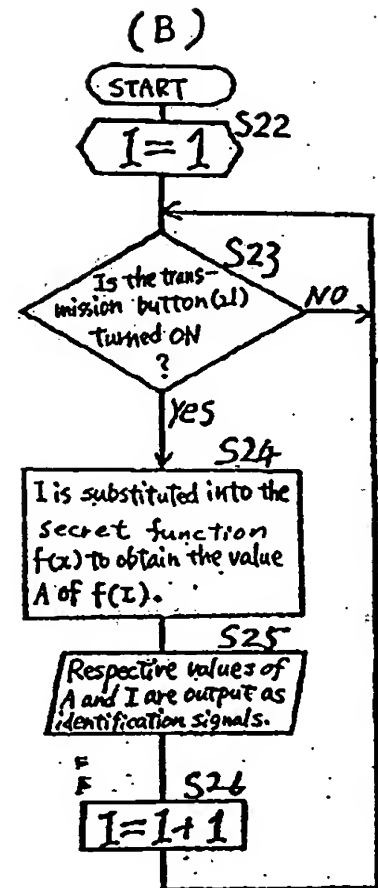 (B)
START
S22
I = 1
S23
Is the trans-
mission button(21)
turned ON
?
NO
Yes
S24
I is substituted into the
secret function
f(x) to obtain the value
A of f(I).
S25
Respective values of
A and I are output as
identification signals.
S26
I = I + 1